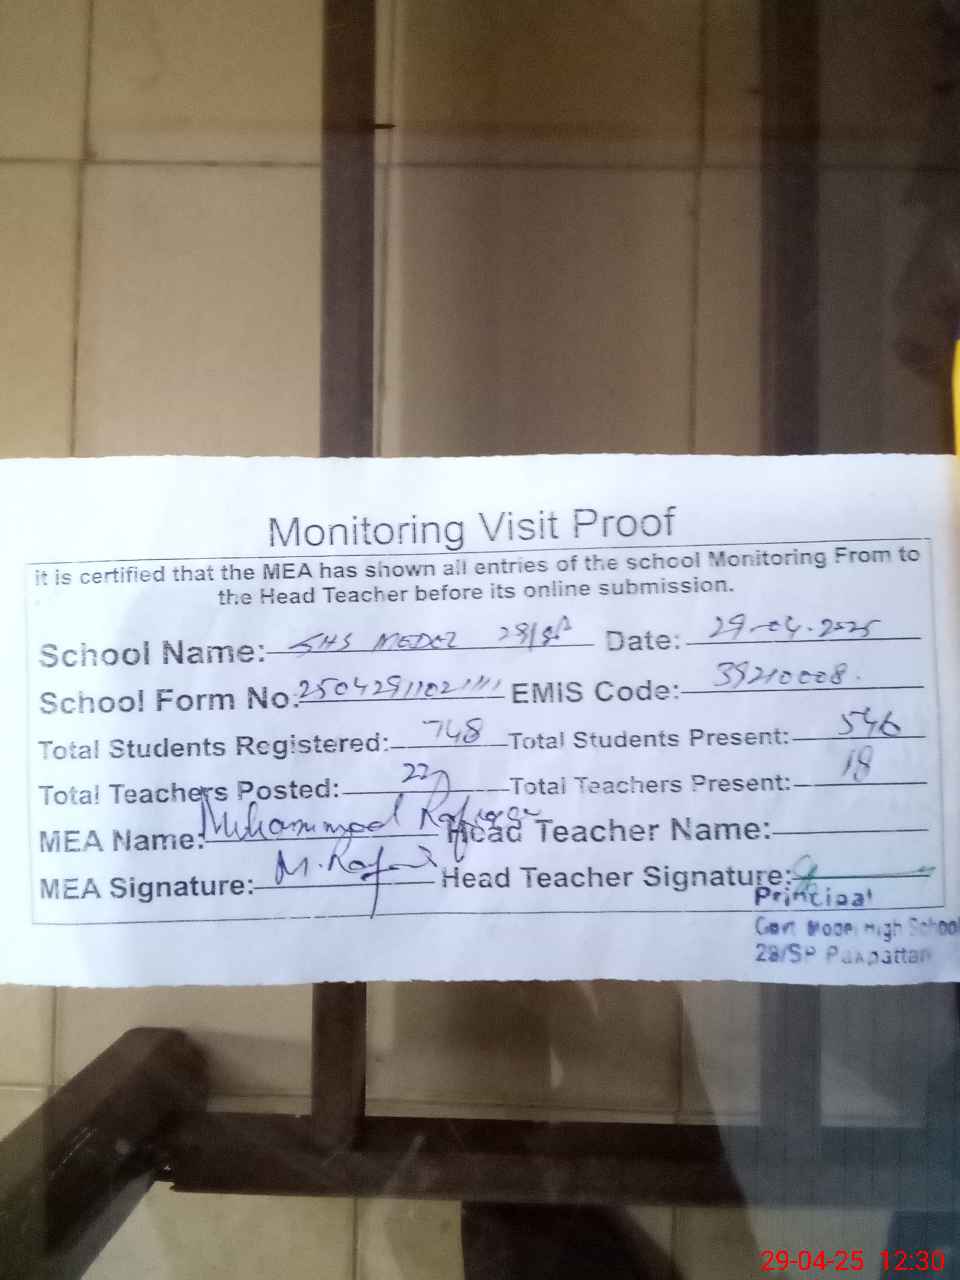 Monitoring Visit Proof
it is certified that the MEA has shown all entries of the school Monitoring From to
the Head Teacher before its online submission.
School Name: GHS MEDOL 28/SP Date: 29-04-2025
School Form No: EMIS Code: 39210008.
Total Students Registered: 748 Total Students Present: 546
Total Teachers Posted: 22 Total Teachers Present: 18
MEA Name: Muhammad Head Teacher Name:
MEA Signature: M. Head Teacher Signature:
Principal
Govt Model High School
28/SP Pakpattan
29-04-25 12:30